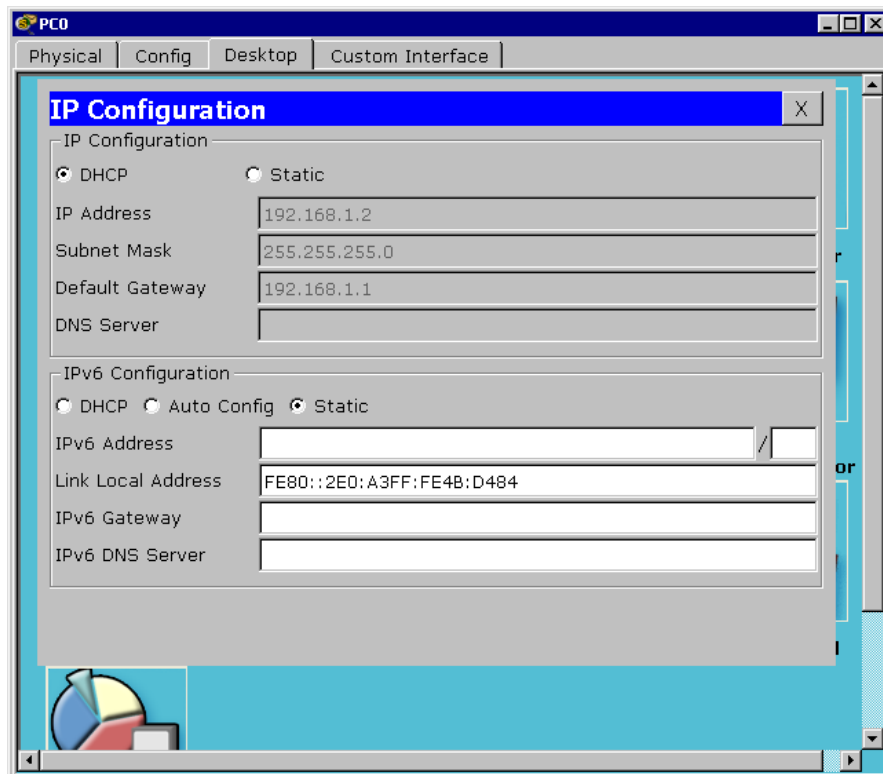 PC0
Physical Config Desktop Custom Interface
IP Configuration X
IP Configuration
DHCP Static
IP Address 192.168.1.2
Subnet Mask 255.255.255.0
Default Gateway 192.168.1.1
DNS Server
IPv6 Configuration
DHCP Auto Config Static
IPv6 Address /
Link Local Address FE80::2E0:A3FF:FE4B:D484
IPv6 Gateway
IPv6 DNS Server